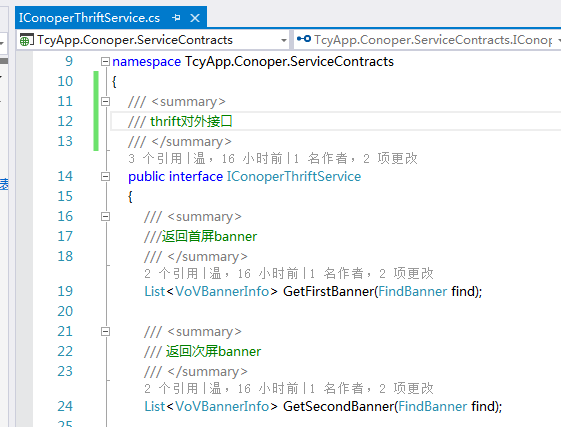 IConoperThriftService.cs
TcyApp.Conoper.ServiceContracts
TcyApp.Conoper.ServiceContracts.IConop
9 namespace TcyApp.Conoper.ServiceContracts
10 {
11 /// <summary>
12 /// thrift对外接口
13 /// </summary>
3 个引用|温，16 小时前|1 名作者，2 项更改
14 public interface IConoperThriftService
15 {
16 /// <summary>
17 ///返回首屏banner
18 /// </summary>
2 个引用|温，16 小时前|1 名作者，2 项更改
19 List<VoVBannerInfo> GetFirstBanner(FindBanner find);
20
21 /// <summary>
22 /// 返回次屏banner
23 /// </summary>
2 个引用|温，16 小时前|1 名作者，2 项更改
24 List<VoVBannerInfo> GetSecondBanner(FindBanner find);
25